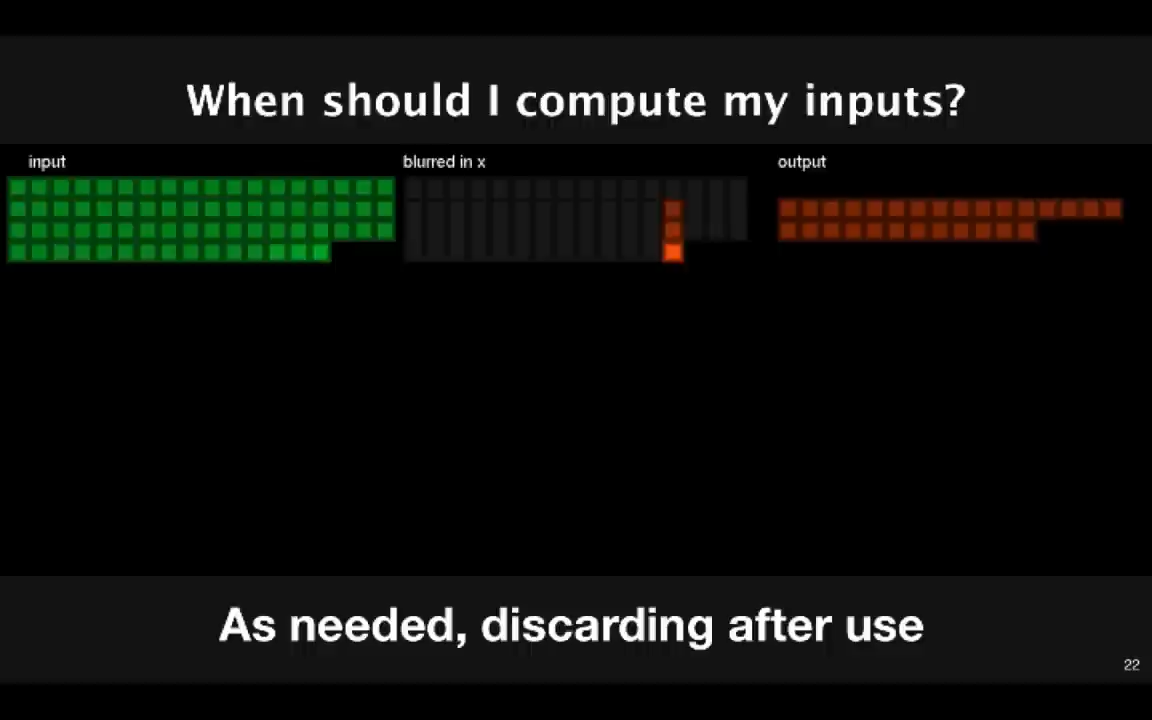 When should I compute my inputs?
input
blurred in x
output
As needed, discarding after use
22